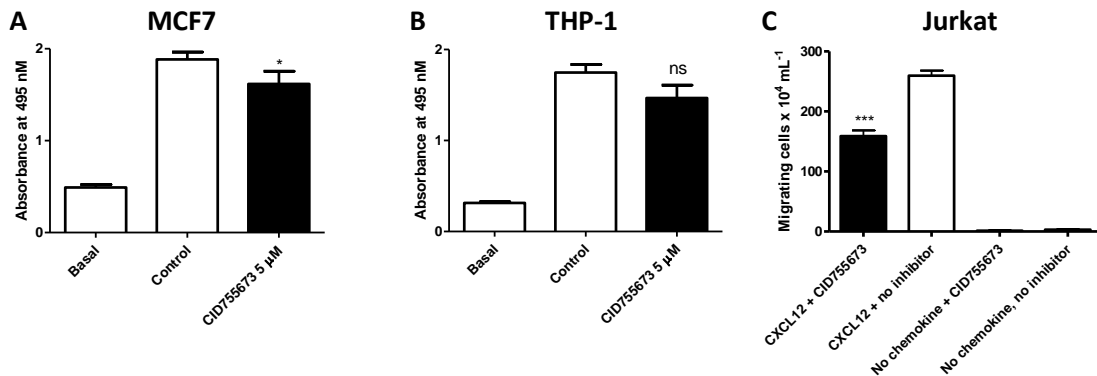 A
MCF7
Absorbance at 495 nm
2
1
0
*
Basal
Control
CID755673 5 µM
B
THP-1
Absorbance at 495 nm
2
1
0
ns
Basal
Control
CID755673 5 µM
C
Jurkat
Migrating cells x 10⁴ mL⁻¹
300
200
100
0
***
CXCL12 + CID755673
CXCL12 + no inhibitor
No chemokine + CID755673
No chemokine, no inhibitor